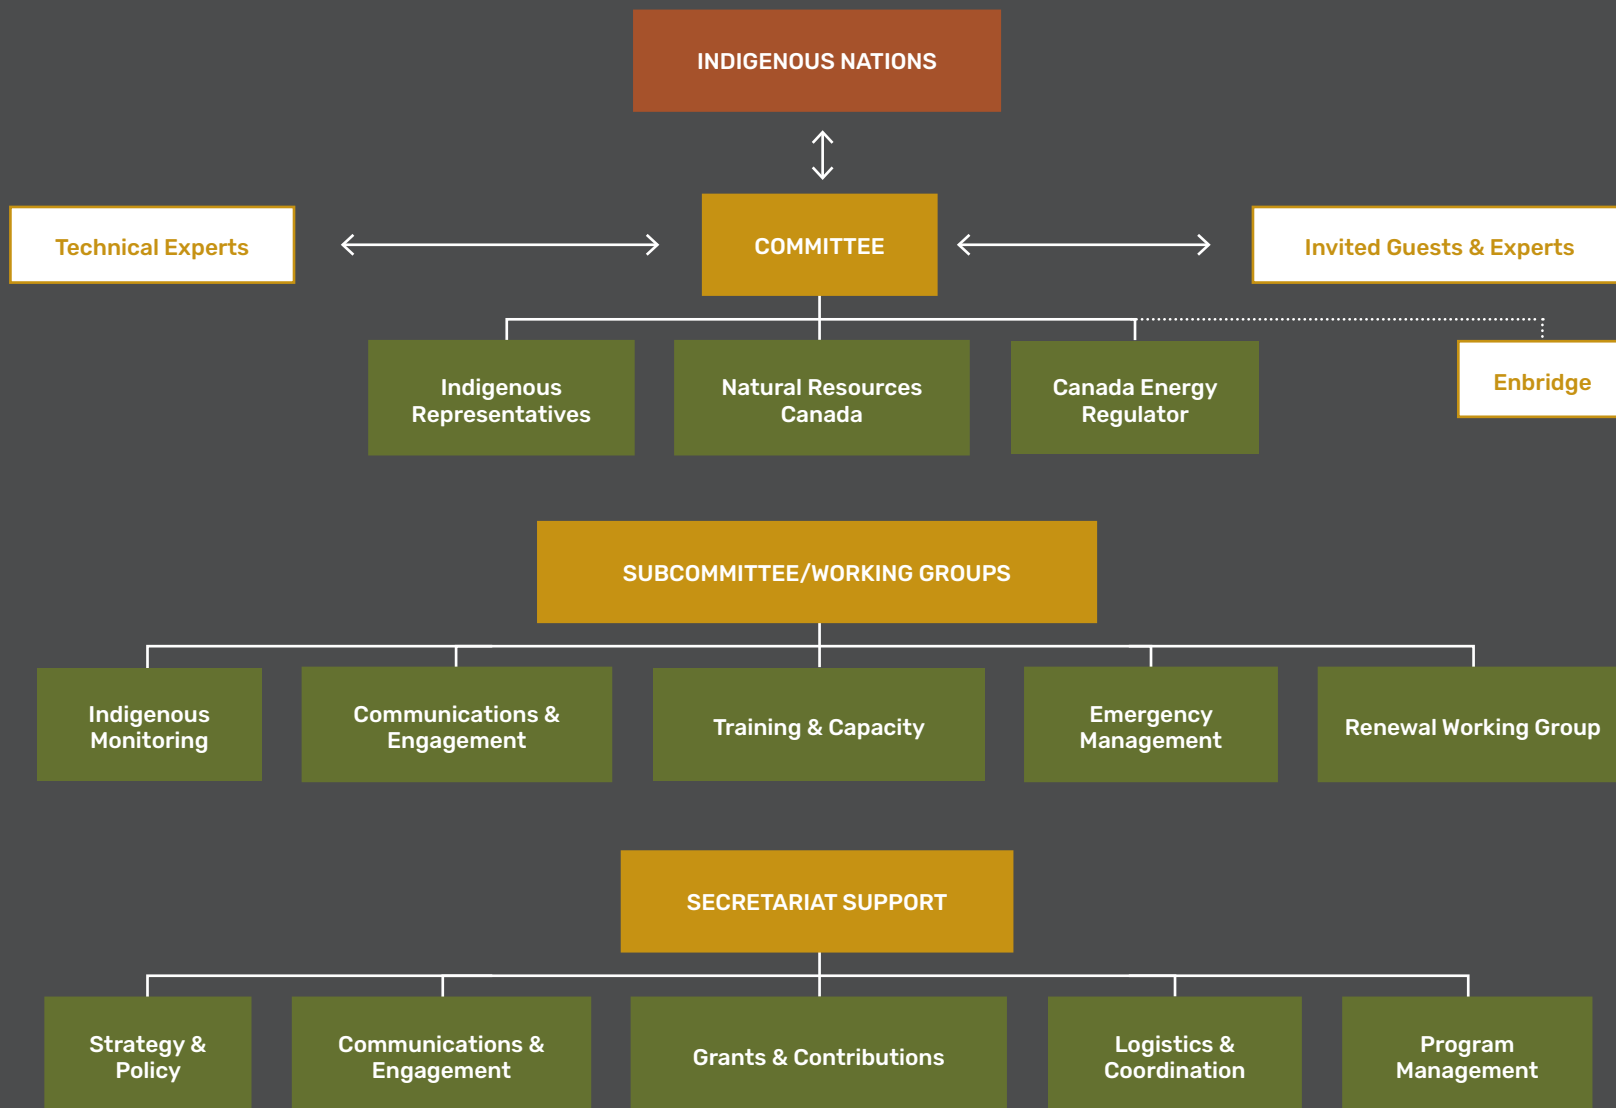 INDIGENOUS NATIONS
Technical Experts
COMMITTEE
Invited Guests & Experts
Indigenous
Representatives
Natural Resources
Canada
Canada Energy
Regulator
Enbridge
SUBCOMMITTEE/WORKING GROUPS
Indigenous
Monitoring
Communications &
Engagement
Training & Capacity
Emergency
Management
Renewal Working Group
SECRETARIAT SUPPORT
Strategy &
Policy
Communications &
Engagement
Grants & Contributions
Logistics &
Coordination
Program
Management